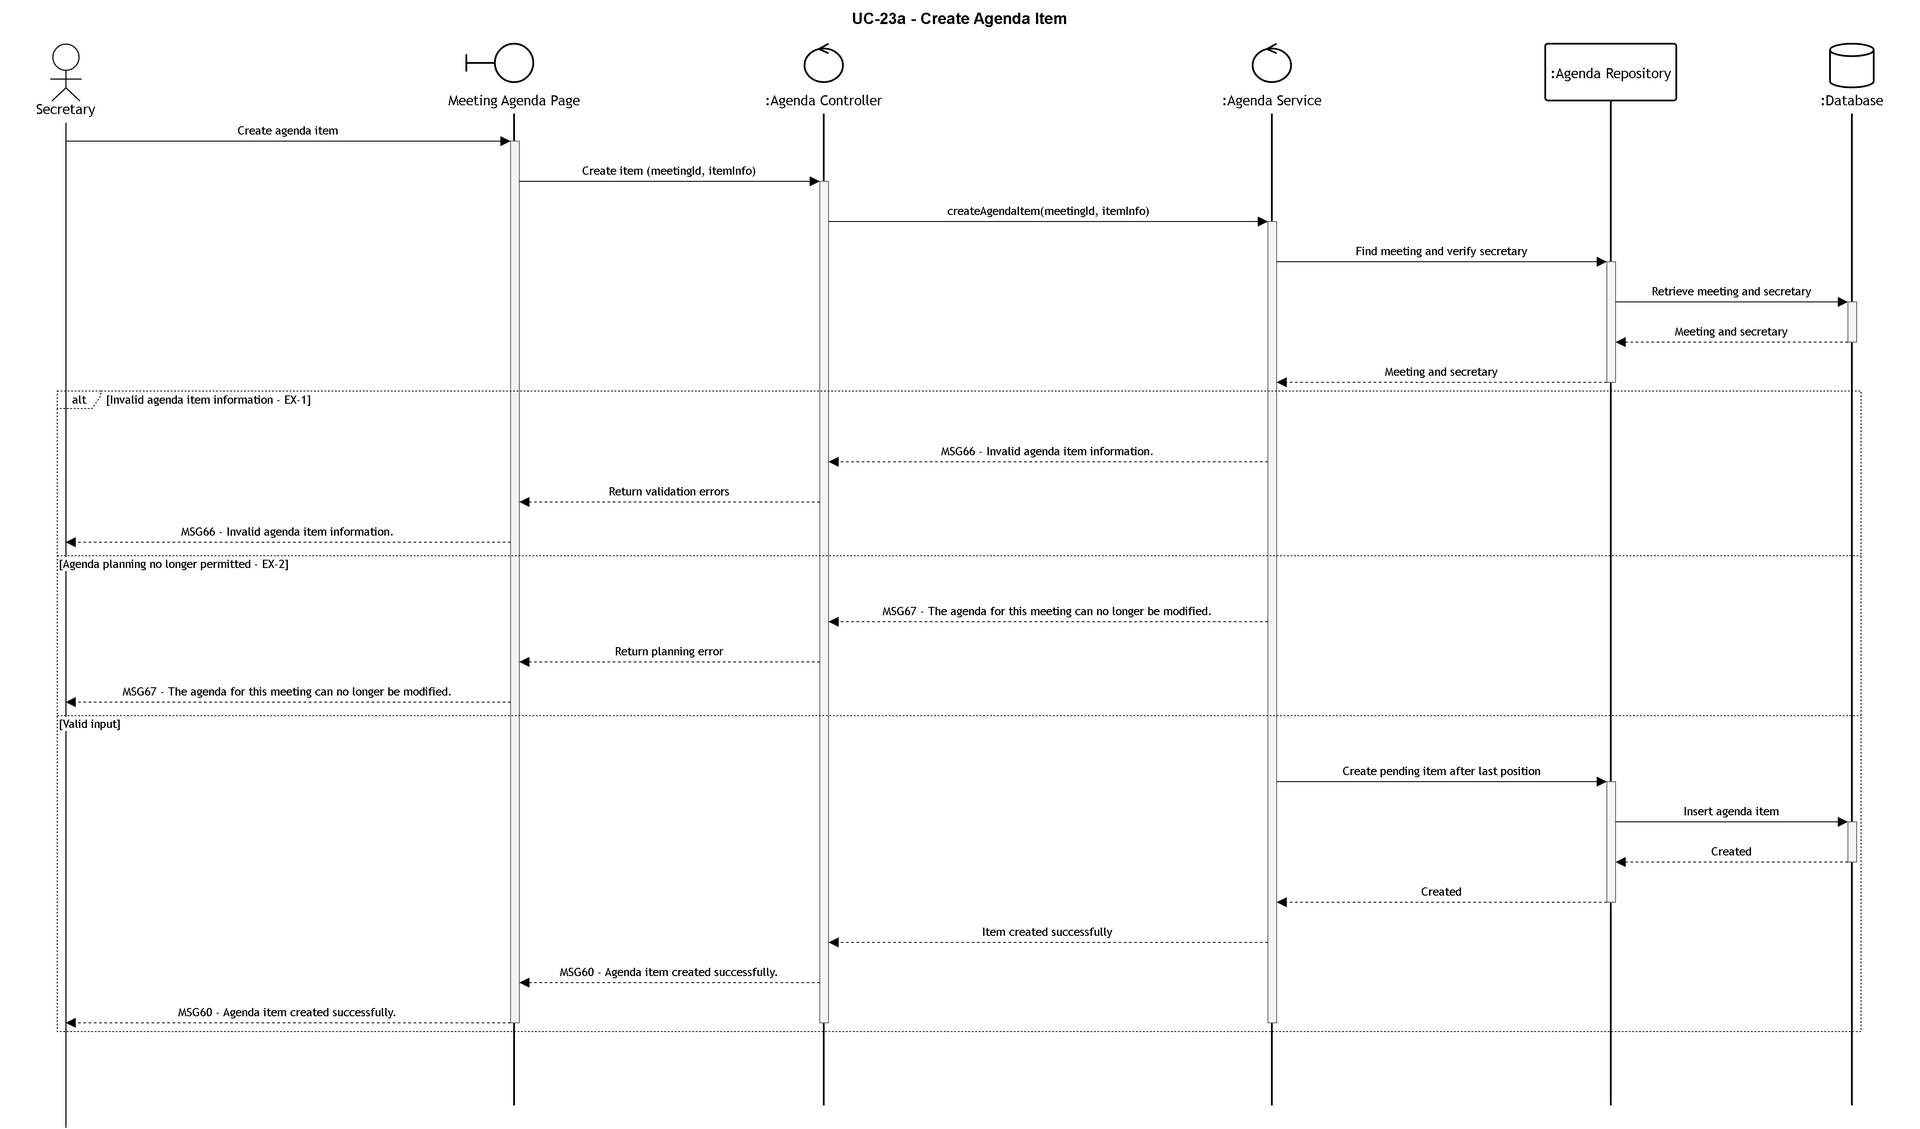 UC-23a - Create Agenda Item
Secretary
Meeting Agenda Page
:Agenda Controller
:Agenda Service
:Agenda Repository
:Database
Create agenda item
Create item (meetingId, itemInfo)
createAgendaItem(meetingId, itemInfo)
Find meeting and verify secretary
Retrieve meeting and secretary
Meeting and secretary
Meeting and secretary
alt
[Invalid agenda item information - EX-1]
MSG66 - Invalid agenda item information.
Return validation errors
MSG66 - Invalid agenda item information.
[Agenda planning no longer permitted - EX-2]
MSG67 - The agenda for this meeting can no longer be modified.
Return planning error
MSG67 - The agenda for this meeting can no longer be modified.
[Valid input]
Create pending item after last position
Insert agenda item
Created
Created
Item created successfully
MSG60 - Agenda item created successfully.
MSG60 - Agenda item created successfully.